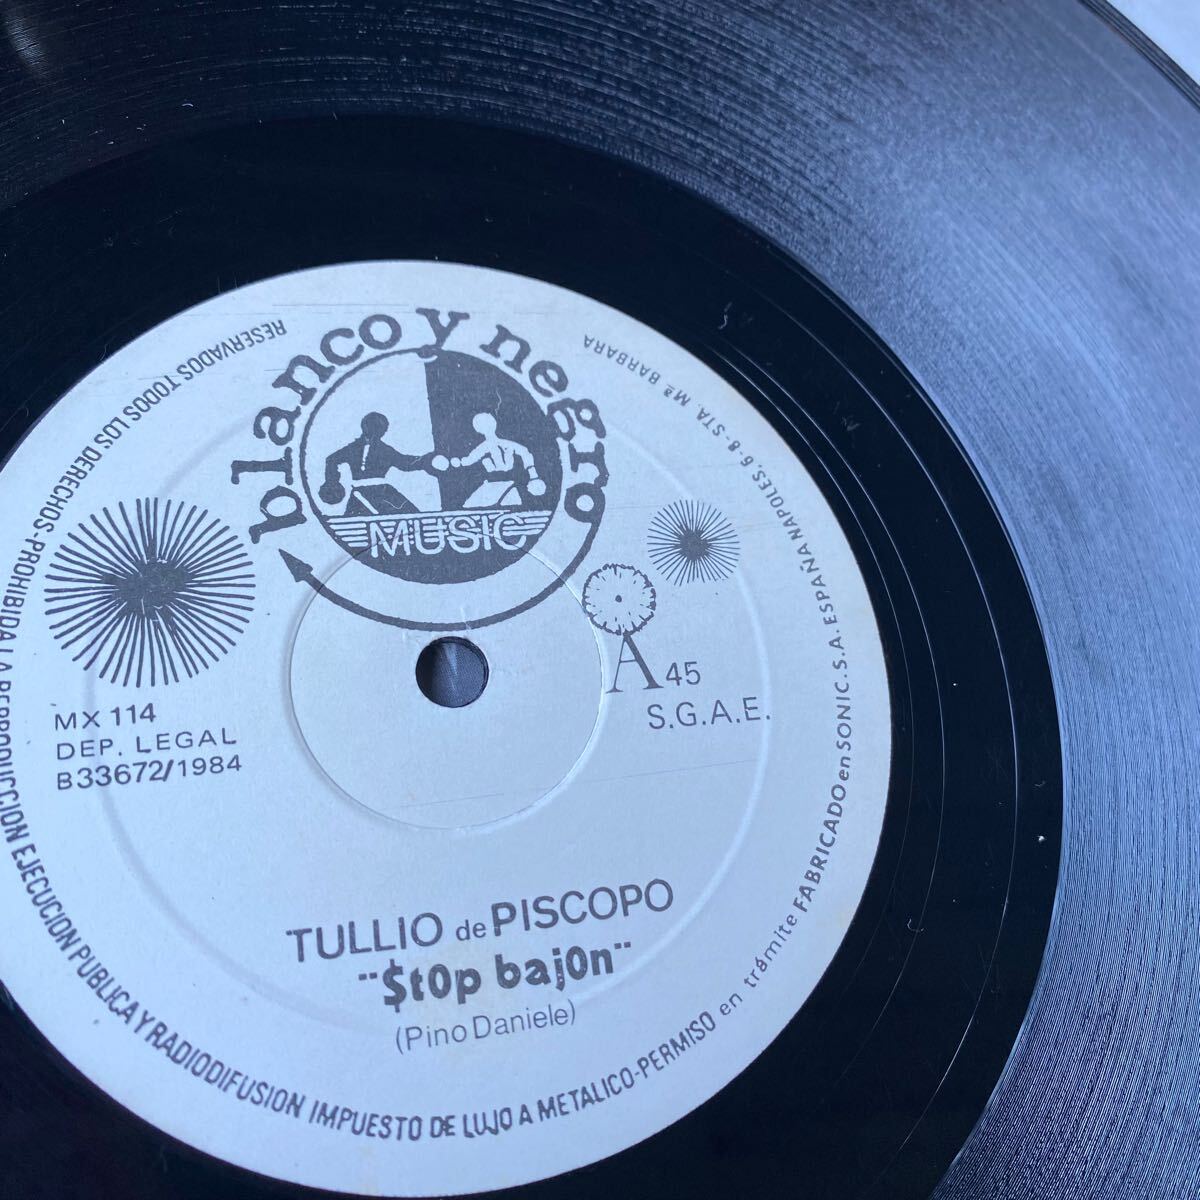 blanco y negro
MUSIC
A 45
S.G.A.E.
MX 114
DEP. LEGAL
B33672/1984
TULLIO de PISCOPO
"$t0p baj0n"
(Pino Daniele)
RESERVADOS TODOS LOS DERECHOS-PROHIBIDA LA REPRODUCCION EJECUCION PUBLICA Y RADIODIFUSION IMPUESTO DE LUJO A METALICO-PERMISO en trámite FABRICADO en SONIC.S.A. ESPAÑA NAPOLES, 6-8-STA. Mª BARBARA